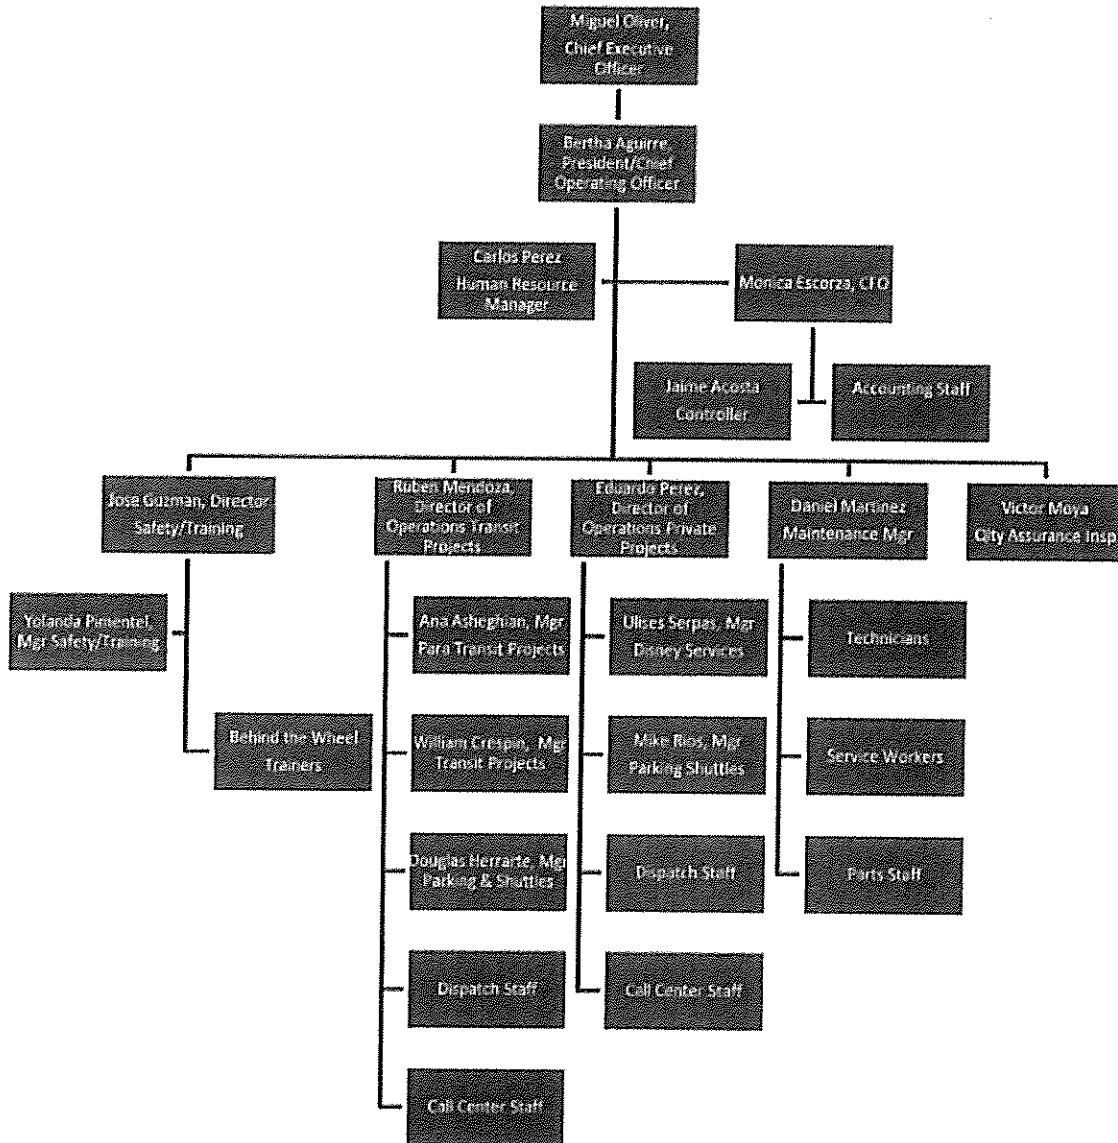 Miguel Oliver,
Chief Executive
Officer
Bertha Aguirre,
President/Chief
Operating Officer
Carlos Perez
Human Resource
Manager
Monica Escorza, CFO
Jaime Acosta
Controller
Accounting Staff
Jose Guzman, Director
Safety/Training
Ruben Mendoza,
Director of
Operations Transit
Projects
Eduardo Perez,
Director of
Operations Private
Projects
Daniel Martinez
Maintenance Mgr
Victor Moya
Qlty Assurance Insp
Yolanda Pimentel,
Mgr Safety/Training
Ana Asheghian, Mgr
Para Transit Projects
Ulises Serpas, Mgr
Disney Services
Technicians
Behind the Wheel
Trainers
William Crespin, Mgr
Transit Projects
Mike Rios, Mgr
Parking Shuttles
Service Workers
Douglas Herrarte, Mgr
Parking & Shuttles
Dispatch Staff
Parts Staff
Dispatch Staff
Call Center Staff
Call Center Staff